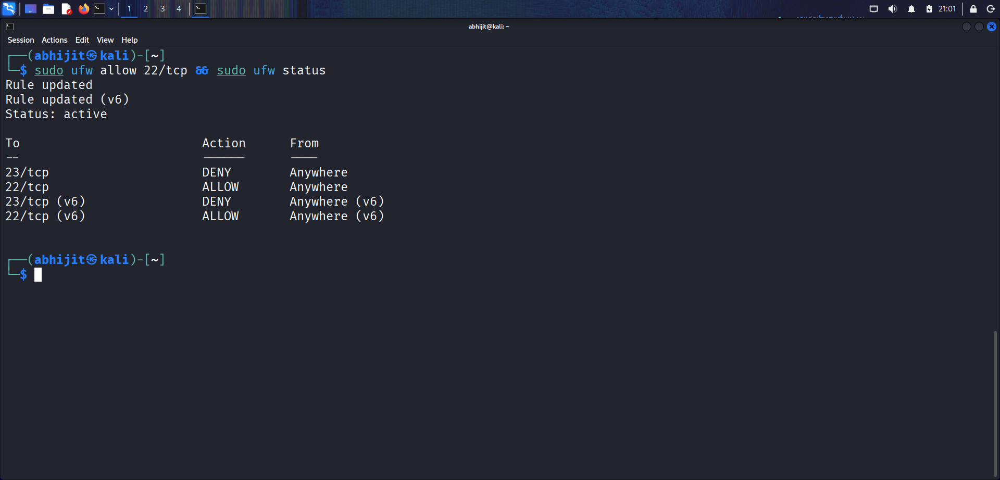 1 2 3 4 21:01
abhijit@kali: ~
Session Actions Edit View Help
┌──(abhijit㉿kali)-[~]
└─$ sudo ufw allow 22/tcp && sudo ufw status
Rule updated
Rule updated (v6)
Status: active
To Action From
-- ------ ----
23/tcp DENY Anywhere
22/tcp ALLOW Anywhere
23/tcp (v6) DENY Anywhere (v6)
22/tcp (v6) ALLOW Anywhere (v6)
┌──(abhijit㉿kali)-[~]
└─$